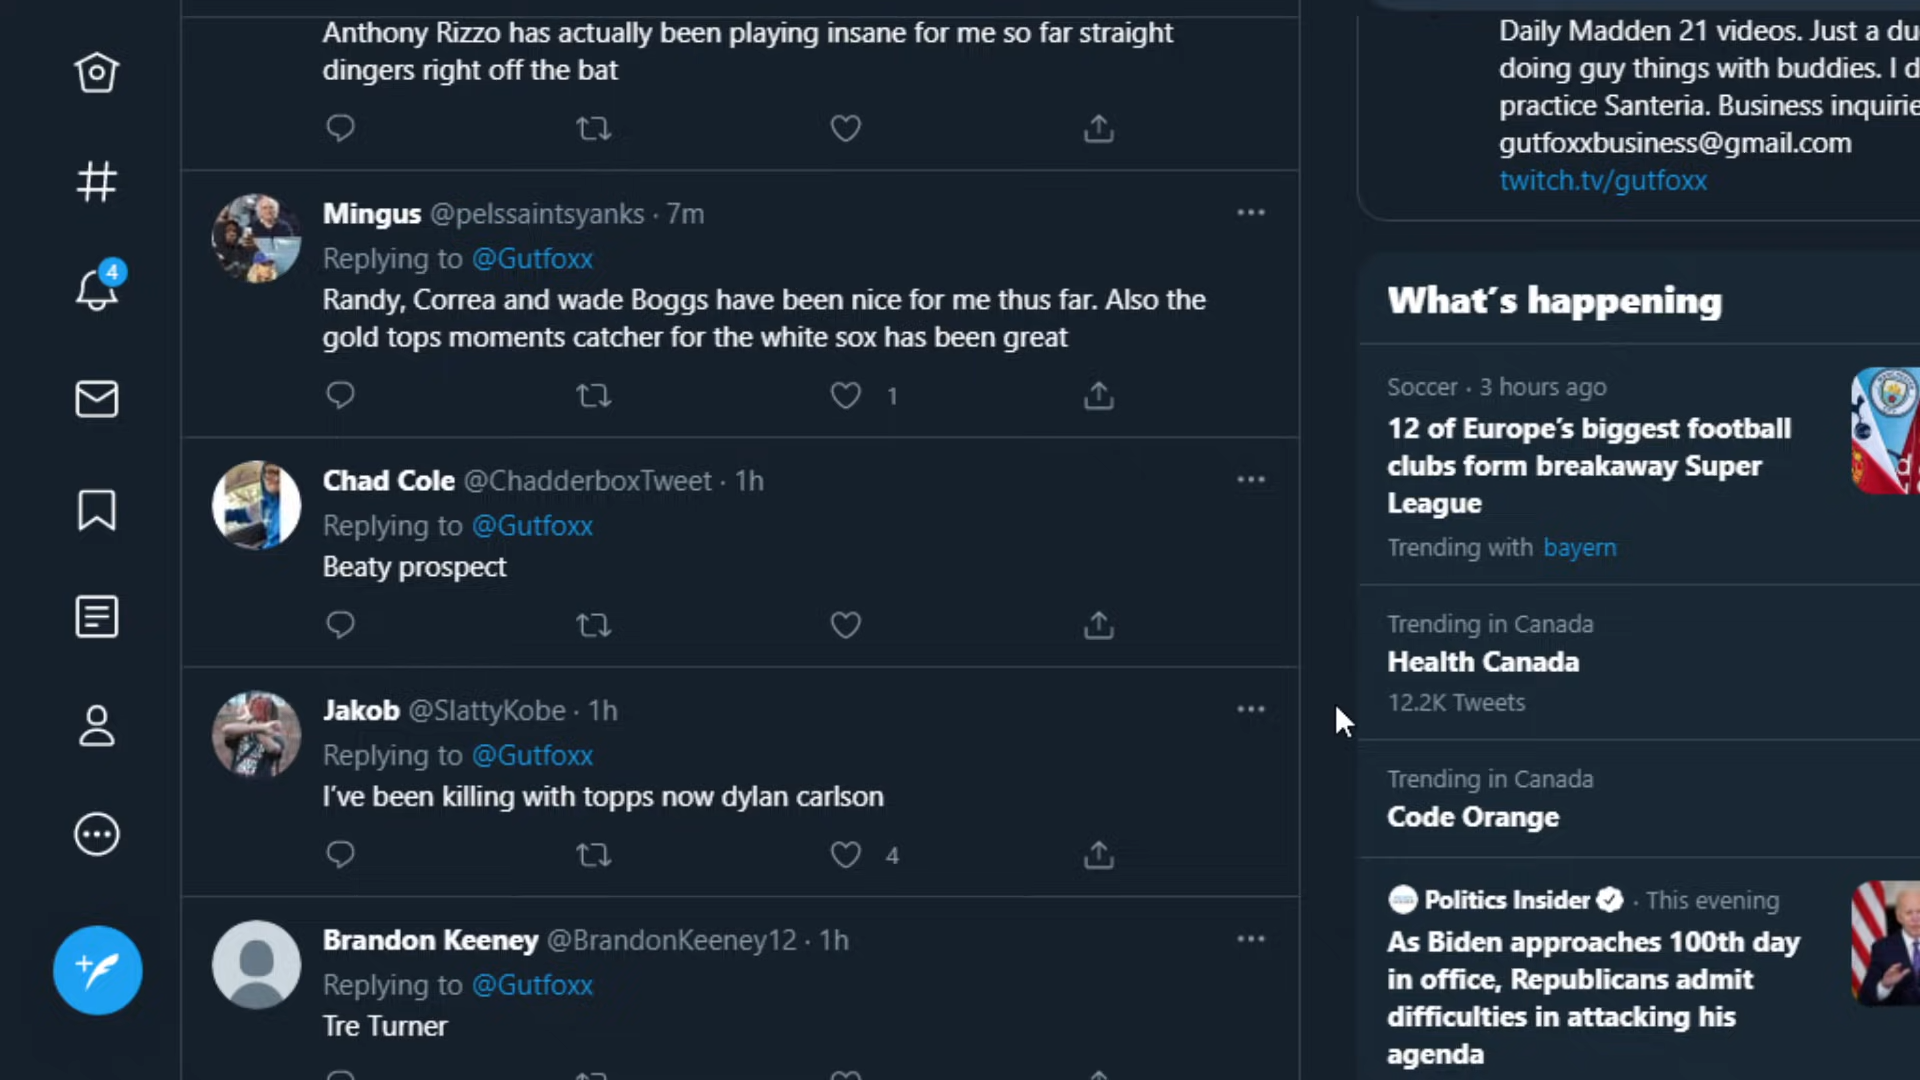 Anthony Rizzo has actually been playing insane for me so far straight
dingers right off the bat
Mingus @pelssaintsyanks · 7m
Replying to @Gutfoxx
Randy, Correa and wade Boggs have been nice for me thus far. Also the
gold tops moments catcher for the white sox has been great
1
Chad Cole @ChadderboxTweet · 1h
Replying to @Gutfoxx
Beaty prospect
Jakob @SlattyKobe · 1h
Replying to @Gutfoxx
I've been killing with topps now dylan carlson
4
Brandon Keeney @BrandonKeeney12 · 1h
Replying to @Gutfoxx
Tre Turner
4
Daily Madden 21 videos. Just a
doing guy things with buddies. I
practice Santeria. Business
gutfoxxbusiness@gmail.com
twitch.tv/gutfoxx
What's happening
Soccer · 3 hours ago
12 of Europe's biggest football
clubs form breakaway Super
League
Trending with bayern
Trending in Canada
Health Canada
12.2K Tweets
Trending in Canada
Code Orange
Politics Insider · This evening
As Biden approaches 100th day
in office, Republicans admit
difficulties in attacking his
agenda